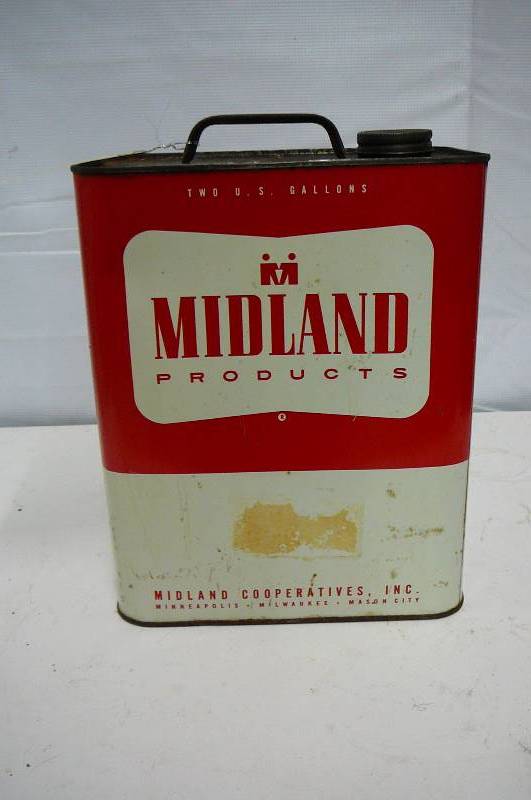 TWO U.S. GALLONS
M
MIDLAND
PRODUCTS
MIDLAND COOPERATIVES, INC.
MINNEAPOLIS • MILWAUKEE • MASON CITY